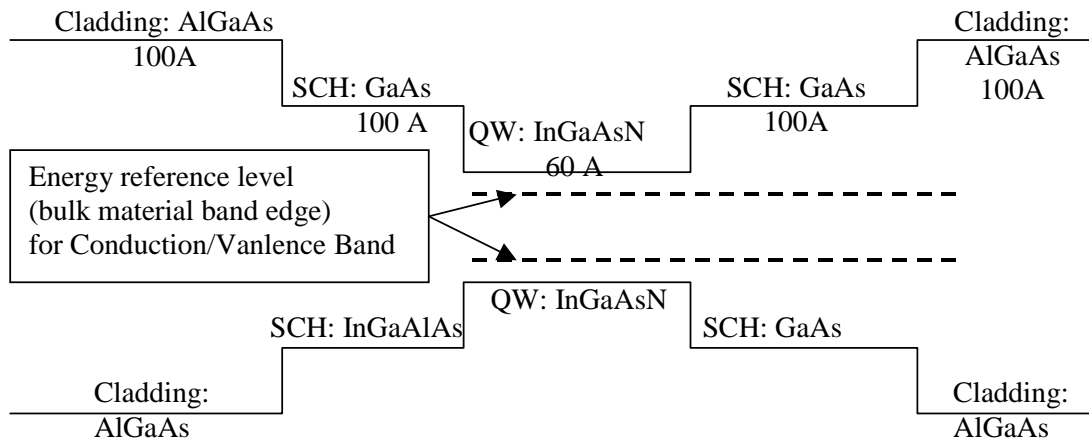 Cladding: AlGaAs
100A
Cladding:
AlGaAs
100A
SCH: GaAs
100 A
SCH: GaAs
100A
QW: InGaAsN
60 A
Energy reference level
(bulk material band edge)
for Conduction/Vanlence Band
QW: InGaAsN
SCH: InGaAlAs
SCH: GaAs
Cladding:
AlGaAs
Cladding:
AlGaAs